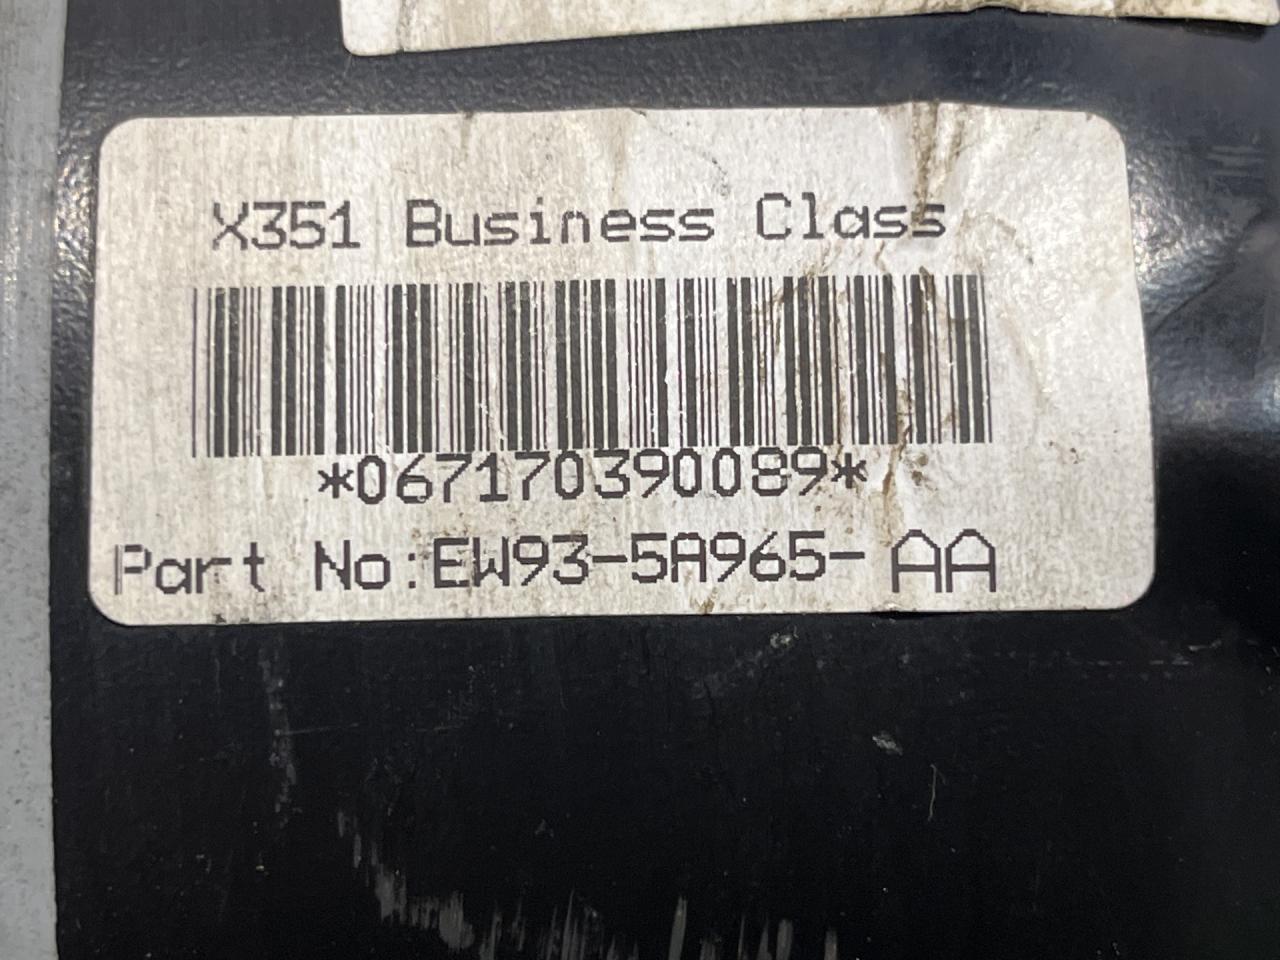 X351 Business Class
*067170390089*
Part No:EW93-5A965-AA